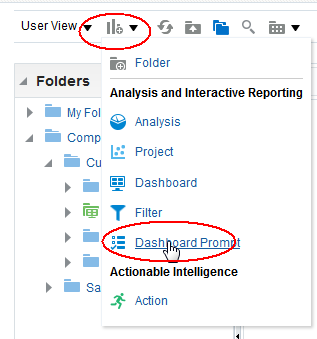 User View
Folder
Folders
Analysis and Interactive Reporting
My Fo
Analysis
Comp
Project
Cu
Dashboard
Filter
Dashboard Prompt
Actionable Intelligence
Sa
Action